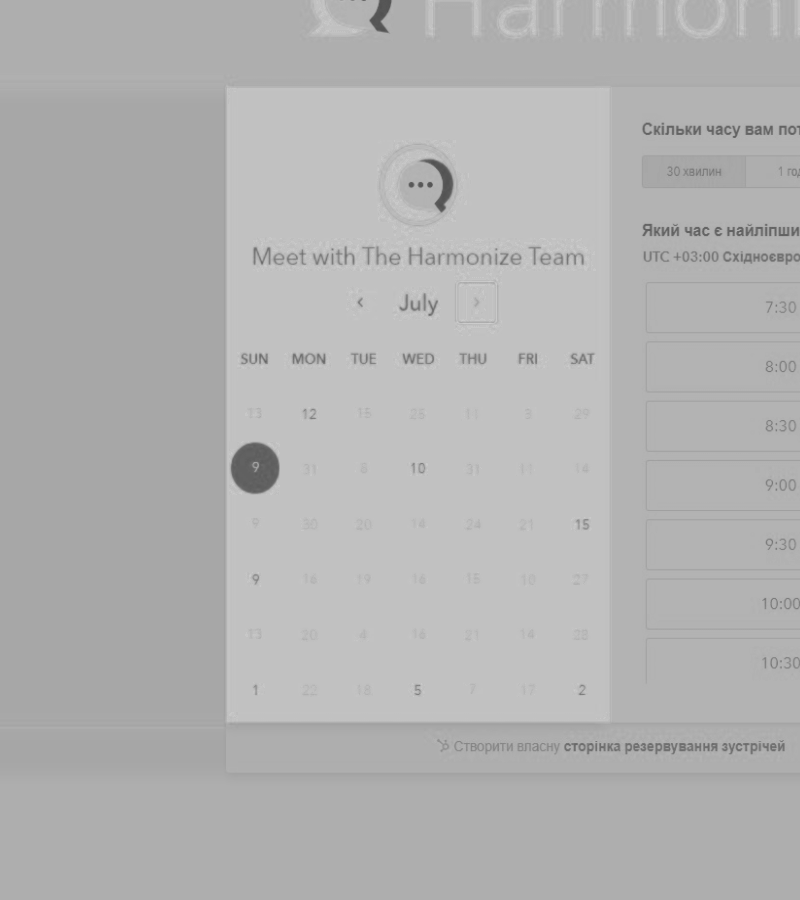 Harmoni
Meet with The Harmonize Team
July
SUN MON TUE WED THU FRI SAT
13 12 15 25 11 5 29
9 31 8 10 31 11 14
9 30 20 14 24 21 15
9 16 19 16 15 10 27
13 20 4 16 21 14 28
1 22 18 5 7 17 2
Скільки часу вам пот
30 хвилин 1 год
Який час є найліпши
UTC +03:00 Східноєвро
7:30
8:00
8:30
9:00
9:30
10:00
10:30
Створити власну сторінка резервування зустрічей